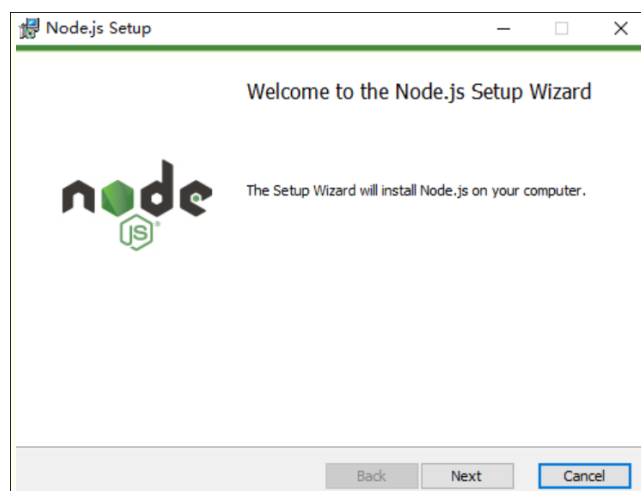 Node.js Setup
Welcome to the Node.js Setup Wizard
node
JS
The Setup Wizard will install Node.js on your computer.
Back Next Cancel